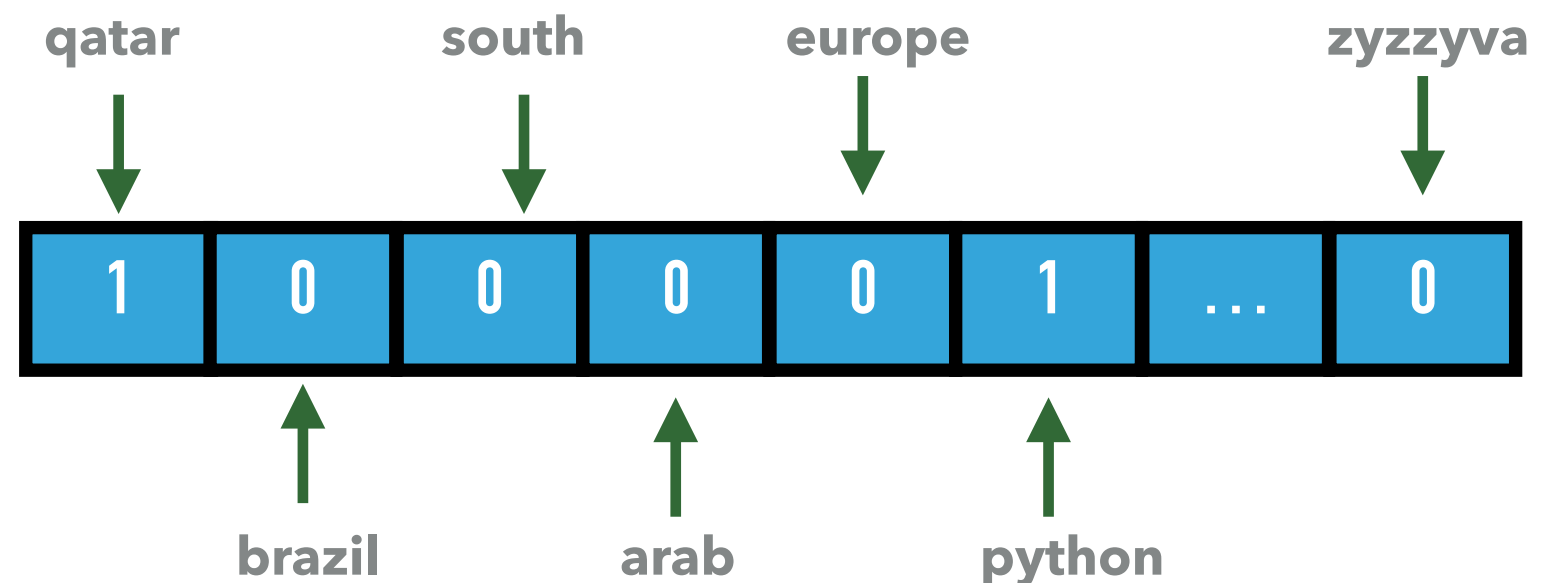 qatar south europe zyzzyva
1 0 0 0 0 1 ... 0
brazil arab python